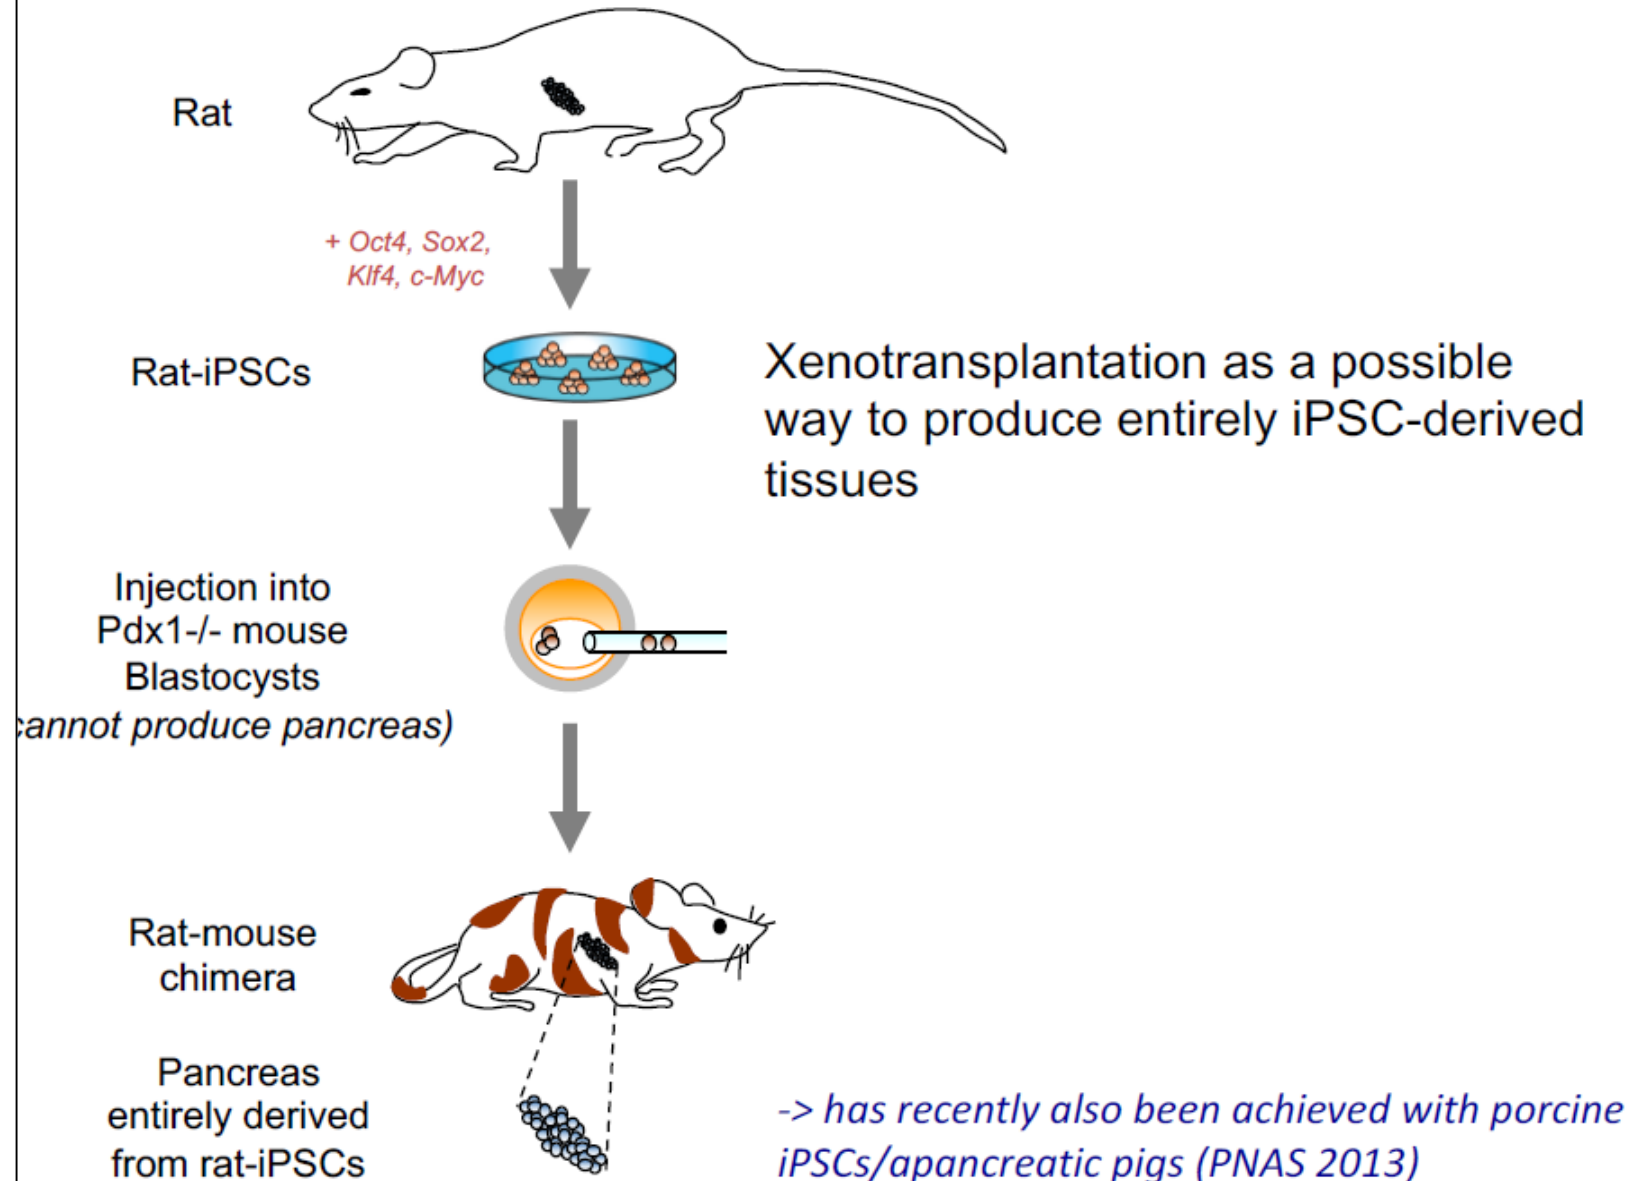 Rat
+ Oct4, Sox2,
Klf4, c-Myc
Rat-iPSCs
Xenotransplantation as a possible
way to produce entirely iPSC-derived
tissues
Injection into
Pdx1-/- mouse
Blastocysts
cannot produce pancreas)
Rat-mouse
chimera
Pancreas
entirely derived
from rat-iPSCs
-> has recently also been achieved with porcine
iPSCs/apancreatic pigs (PNAS 2013)